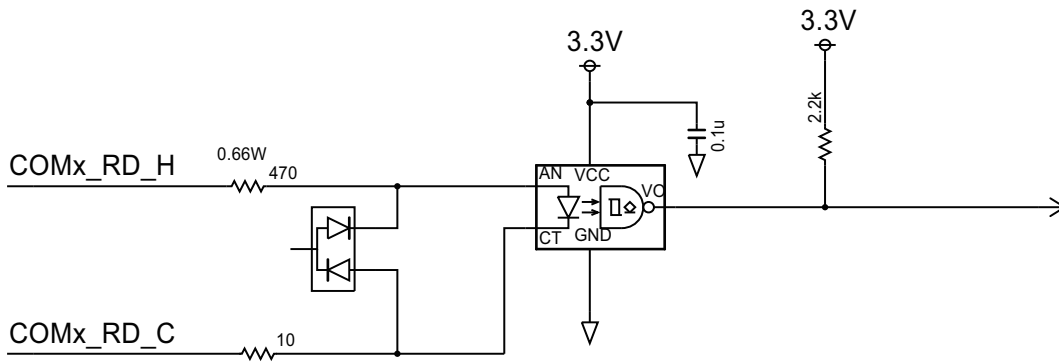 3.3V
3.3V
2.2k
0.1u
0.66W
COMx_RD_H
470
AN
VCC
VO
CT
GND
COMx_RD_C
10